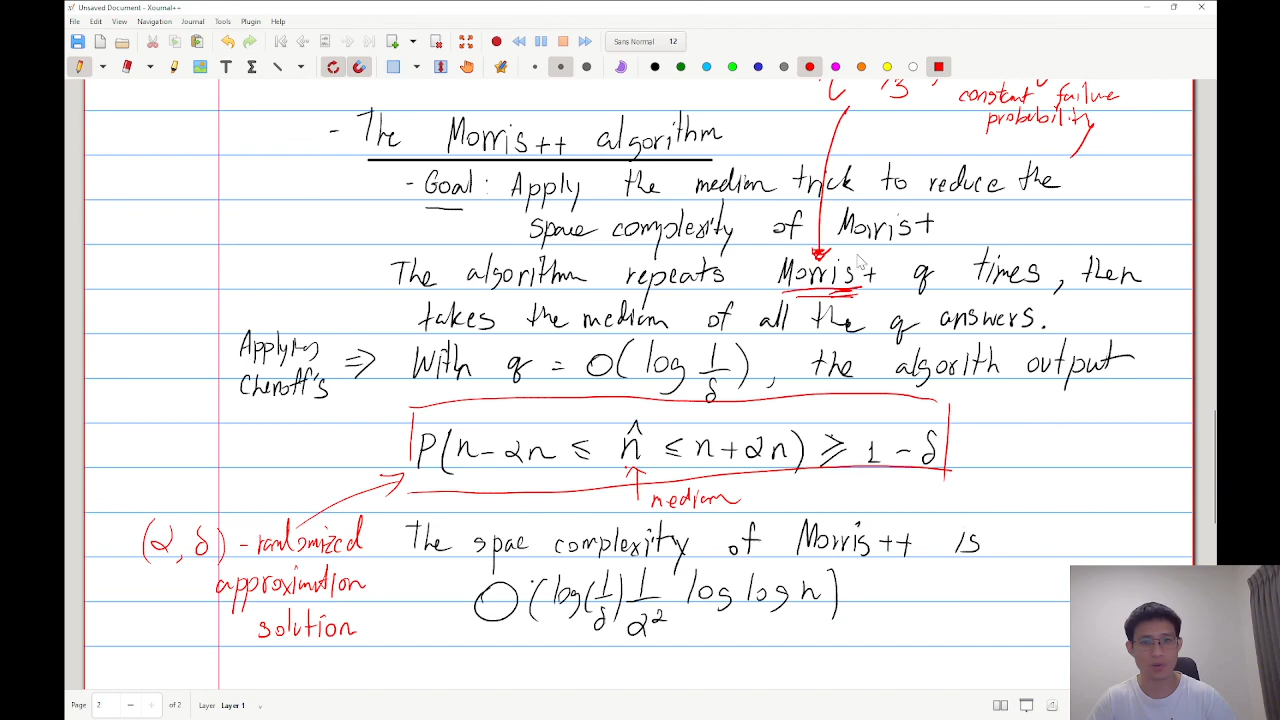 Unsaved Document - Xournal++
File Edit View Navigation Journal Tools Plugin Help
Sans Normal 12
constant failure
probability
- The Morris++ algorithm
- Goal : Apply the median trick to reduce the
space complexity of Morris+
The algorithm repeats Morris+ q times, then
takes the median of all the q answers.
Applying
Cheroff's
⇒ With q = O(log 1/δ), the algorith output
P(n-αn ≤ n̂ ≤ n+αn) ≥ 1-δ
median
(α, δ) - randomized
approximation
solution
The spac complexity of Morris++ is
O(log(1/δ) 1/α² log log n)
Page 2 of 2 Layer Layer 1